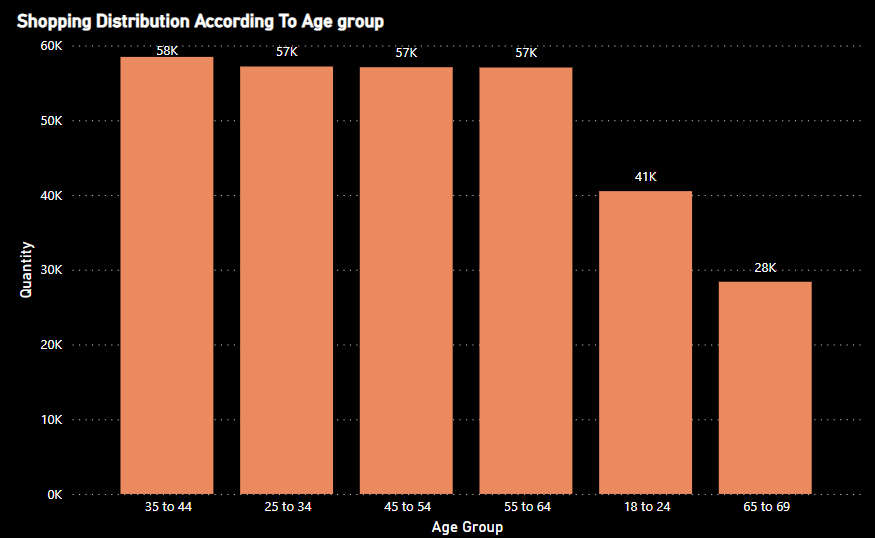 Shopping Distribution According To Age group
60K
50K
40K
30K
20K
10K
0K
Quantity
58K
57K
57K
57K
41K
28K
35 to 44
25 to 34
45 to 54
55 to 64
18 to 24
65 to 69
Age Group